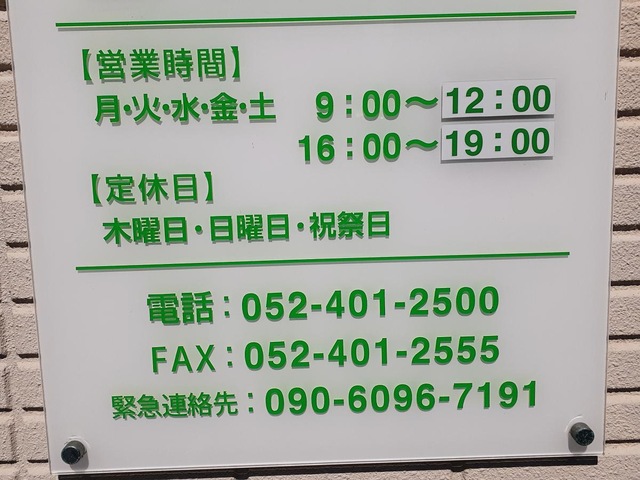 【営業時間】
月・火・水・金・土 9：00～12：00
16：00～19：00
【定休日】
木曜日・日曜日・祝祭日
電話：052-401-2500
FAX：052-401-2555
緊急連絡先：090-6096-7191